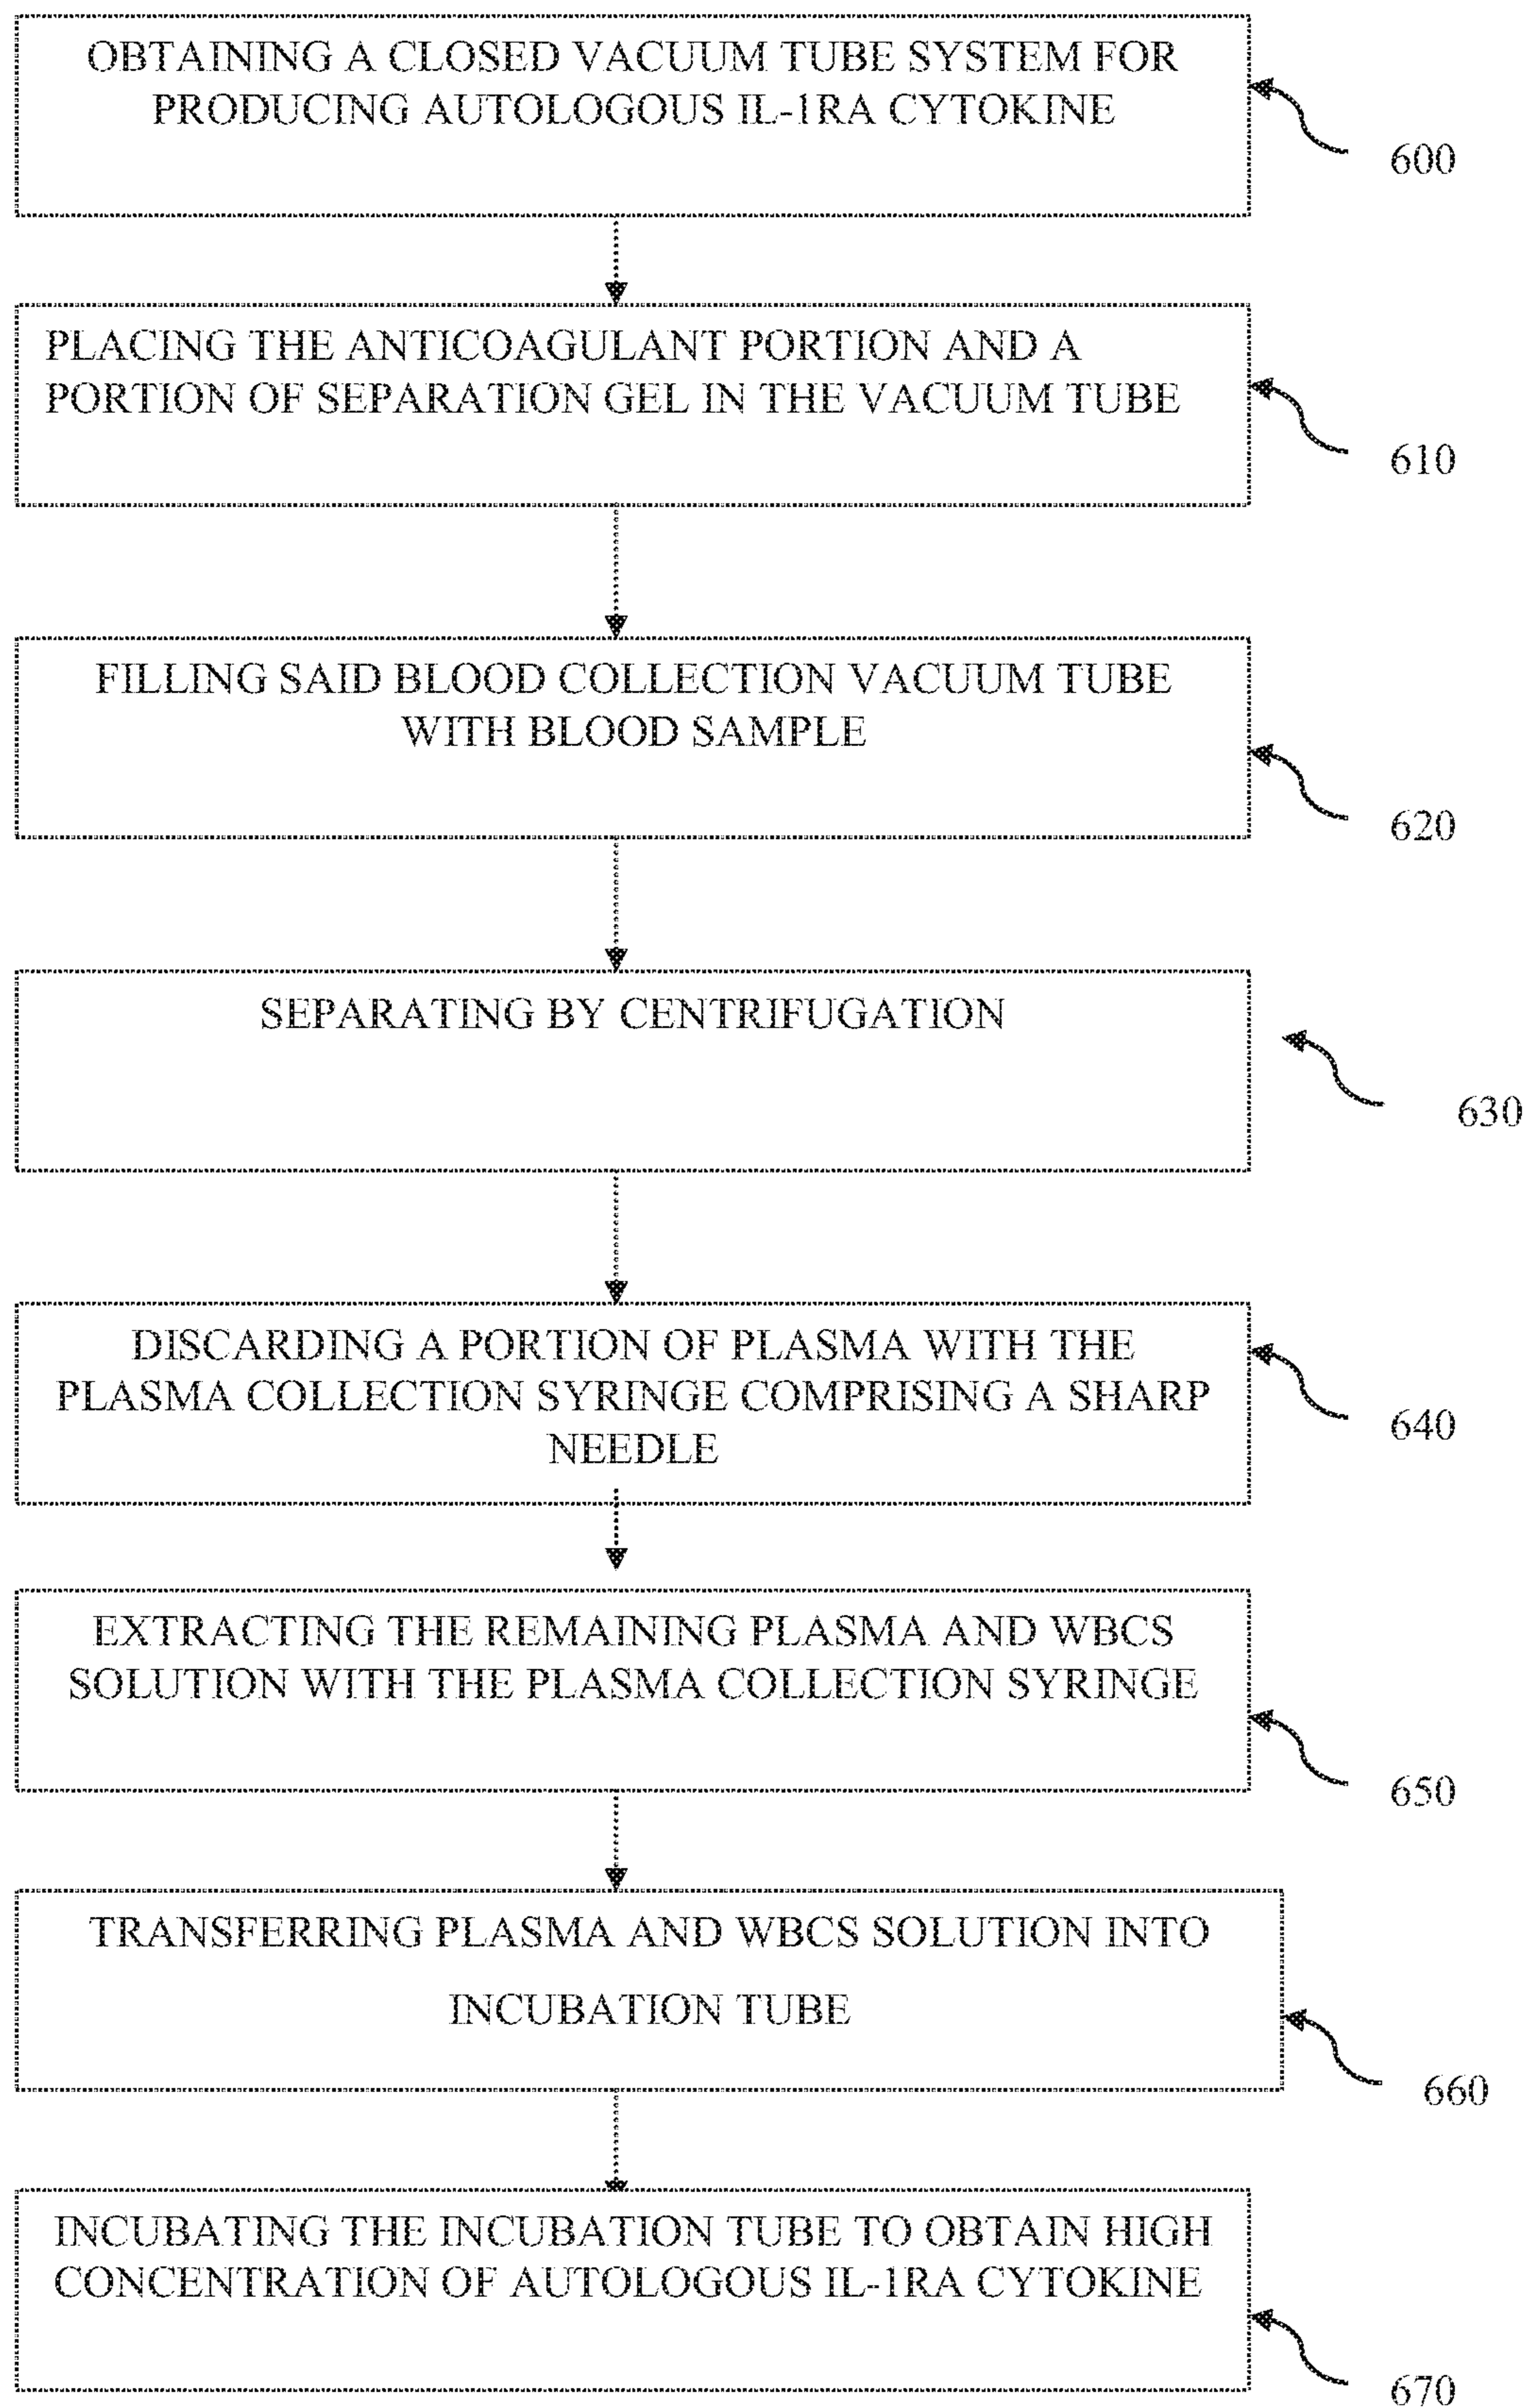 OBTAINING A CLOSED VACUUM TUBE SYSTEM FOR
PRODUCING AUTOLOGOUS IL-1RA CYTOKINE
600
PLACING THE ANTICOAGULANT PORTION AND A
PORTION OF SEPARATION GEL IN THE VACUUM TUBE
610
FILLING SAID BLOOD COLLECTION VACUUM TUBE
WITH BLOOD SAMPLE
620
SEPARATING BY CENTRIFUGATION
630
DISCARDING A PORTION OF PLASMA WITH THE
PLASMA COLLECTION SYRINGE COMPRISING A SHARP
NEEDLE
640
EXTRACTING THE REMAINING PLASMA AND WBCS
SOLUTION WITH THE PLASMA COLLECTION SYRINGE
650
TRANSFERRING PLASMA AND WBCS SOLUTION INTO
INCUBATION TUBE
660
INCUBATING THE INCUBATION TUBE TO OBTAIN HIGH
CONCENTRATION OF AUTOLOGOUS IL-1RA CYTOKINE
670